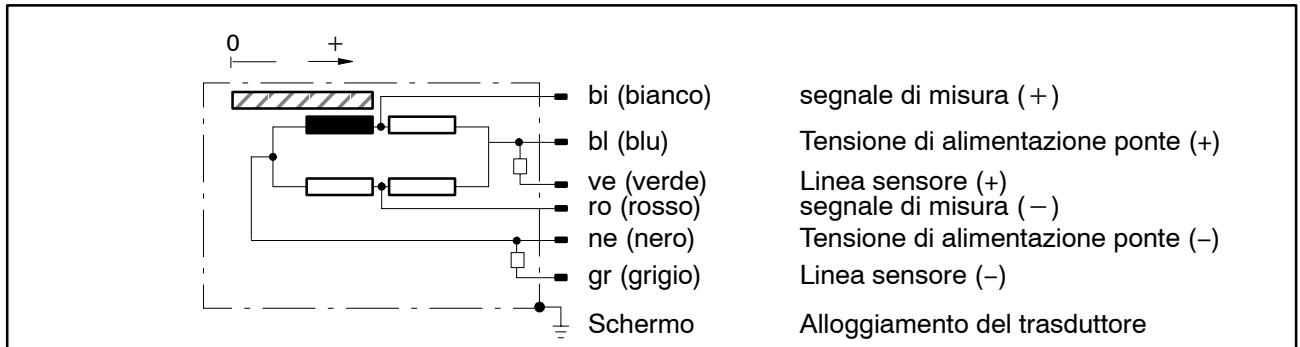 0 +
bi (bianco) segnale di misura (+)
bl (blu) Tensione di alimentazione ponte (+)
ve (verde) Linea sensore (+)
ro (rosso) segnale di misura (−)
ne (nero) Tensione di alimentazione ponte (–)
gr (grigio) Linea sensore (–)
Schermo Alloggiamento del trasduttore